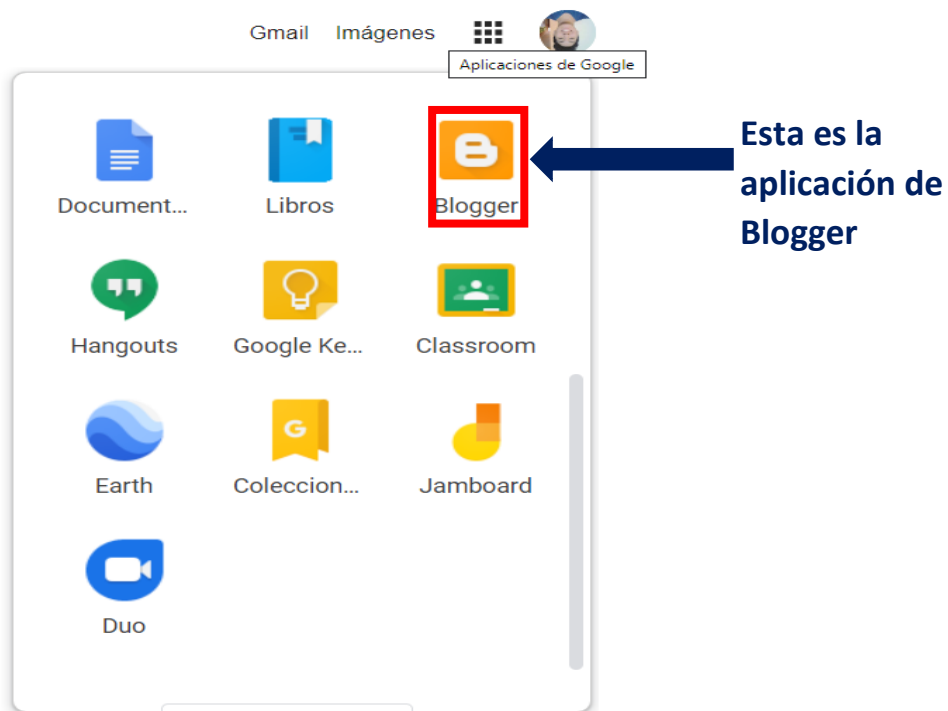 Gmail Imágenes
Aplicaciones de Google
Document... Libros Blogger
Hangouts Google Ke... Classroom
G
Earth Coleccion... Jamboard
Duo
Esta es la
aplicación de
Blogger